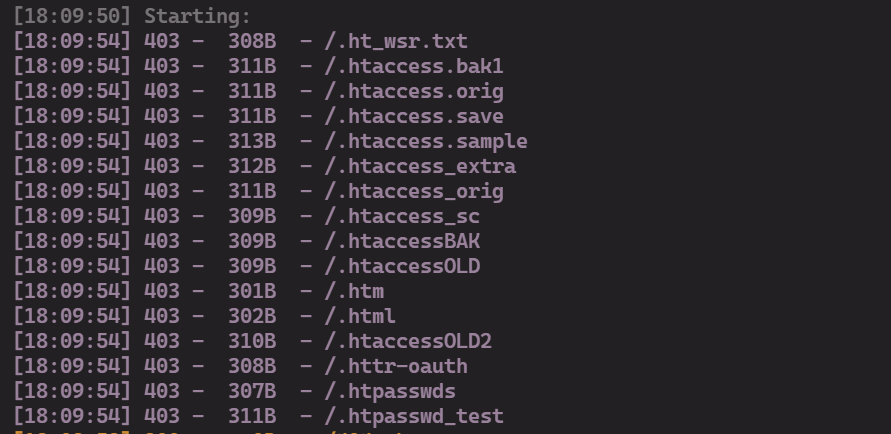 [18:09:50] Starting:
[18:09:54] 403 -  308B  - /.ht_wsr.txt
[18:09:54] 403 -  311B  - /.htaccess.bak1
[18:09:54] 403 -  311B  - /.htaccess.orig
[18:09:54] 403 -  311B  - /.htaccess.save
[18:09:54] 403 -  313B  - /.htaccess.sample
[18:09:54] 403 -  312B  - /.htaccess_extra
[18:09:54] 403 -  311B  - /.htaccess_orig
[18:09:54] 403 -  309B  - /.htaccess_sc
[18:09:54] 403 -  309B  - /.htaccessBAK
[18:09:54] 403 -  309B  - /.htaccessOLD
[18:09:54] 403 -  301B  - /.htm
[18:09:54] 403 -  302B  - /.html
[18:09:54] 403 -  310B  - /.htaccessOLD2
[18:09:54] 403 -  308B  - /.httr-oauth
[18:09:54] 403 -  307B  - /.htpasswds
[18:09:54] 403 -  311B  - /.htpasswd_test